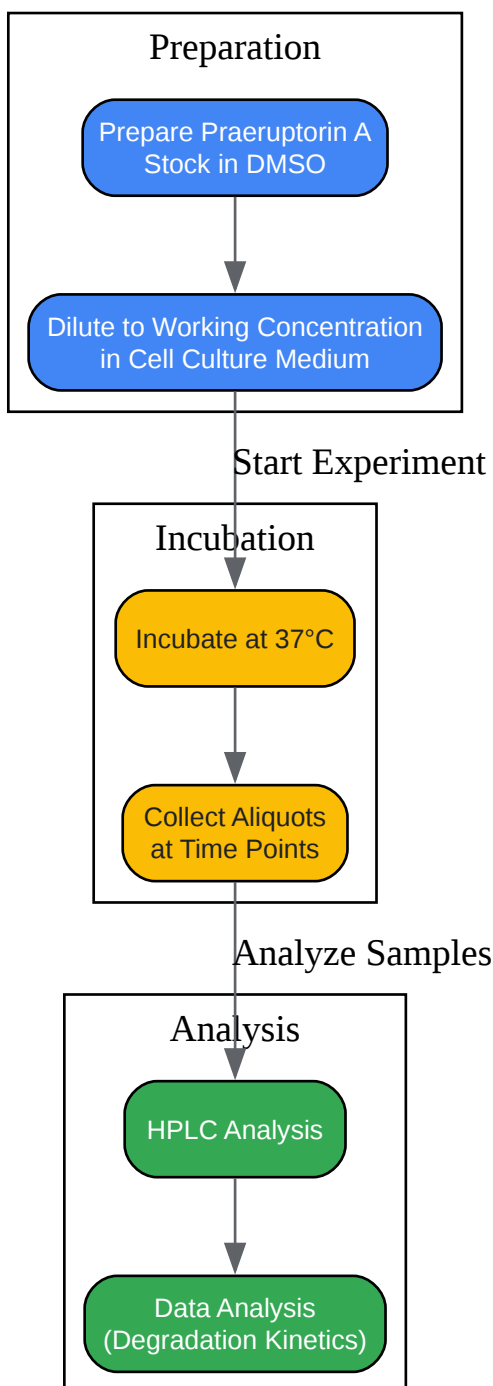 Preparation
Prepare Praeruptorin A
Stock in DMSO
Dilute to Working Concentration
in Cell Culture Medium
Start Experiment
Incubation
Incubate at 37°C
Collect Aliquots
at Time Points
Analyze Samples
Analysis
HPLC Analysis
Data Analysis
(Degradation Kinetics)